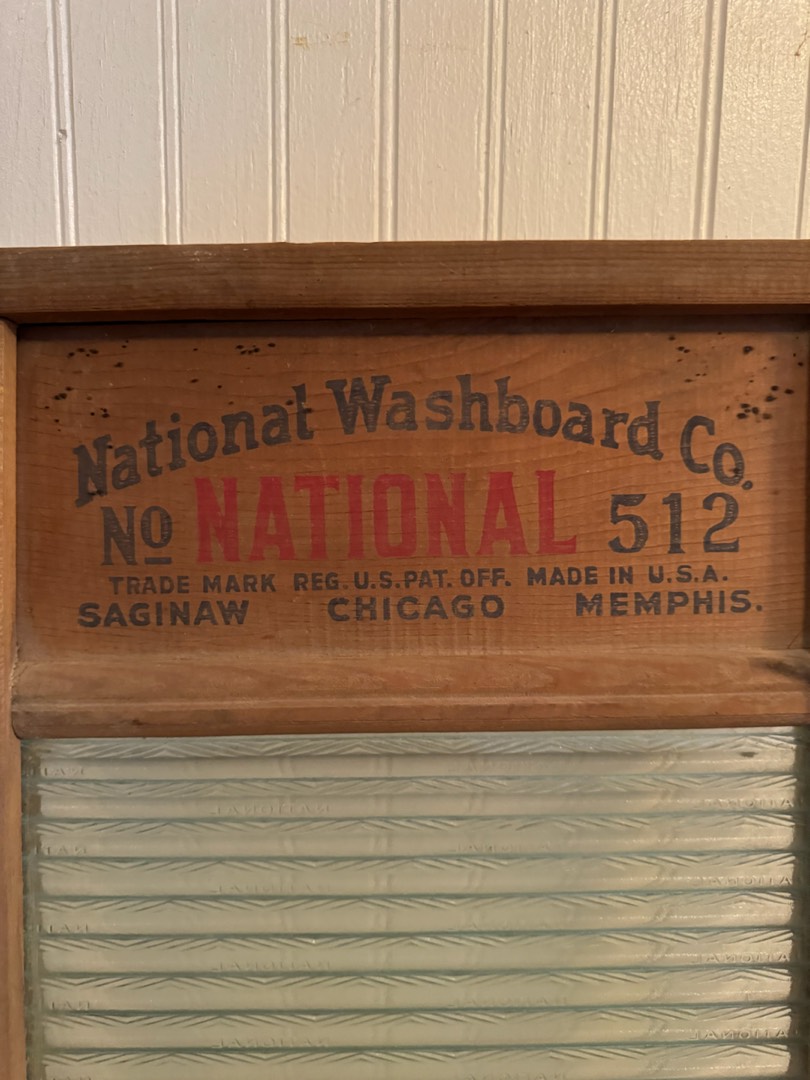 National Washboard Co.
No NATIONAL 512
TRADE MARK REG. U.S. PAT. OFF. MADE IN U.S.A.
SAGINAW CHICAGO MEMPHIS.